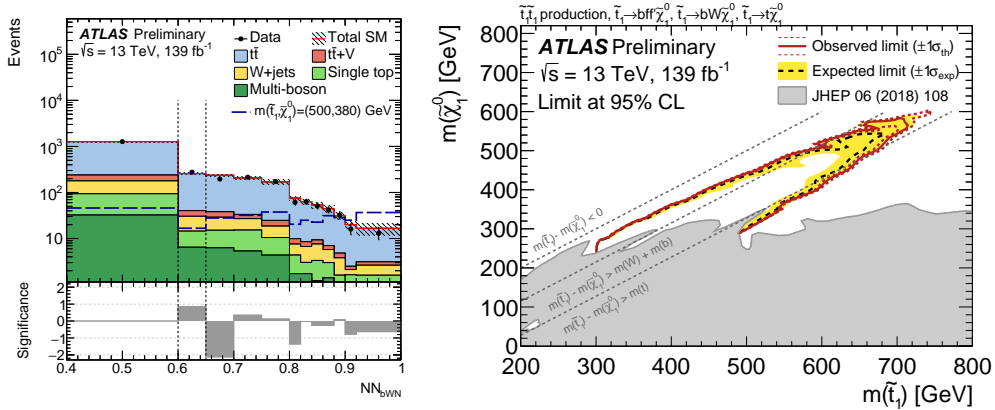 Events
10⁵
10⁴
10³
10²
10
ATLAS Preliminary
√s = 13 TeV, 139 fb⁻¹
Data
Total SM
tt̄
tt̄+V
W+jets
Single top
Multi-boson
m(t̃₁,χ̃₁⁰)=(500,380) GeV
Significance
2
1
0
−1
−2
0.4 0.5 0.6 0.7 0.8 0.9 1
NN_bWN
t̃₁t̃₁ production, t̃₁→bff'χ̃₁⁰, t̃₁→bWχ̃₁⁰, t̃₁→tχ̃₁⁰
m(χ̃₁⁰) [GeV]
800
700
600
500
400
300
200
100
0
ATLAS Preliminary
√s = 13 TeV, 139 fb⁻¹
Limit at 95% CL
Observed limit (±1σ_th)
Expected limit (±1σ_exp)
JHEP 06 (2018) 108
m(t̃₁)- m(χ̃₁⁰) < 0
m(t̃₁) - m(χ̃₁⁰) > m(W) + m(b)
m(t̃₁) - m(χ̃₁⁰) > m(t)
200 300 400 500 600 700 800
m(t̃₁) [GeV]